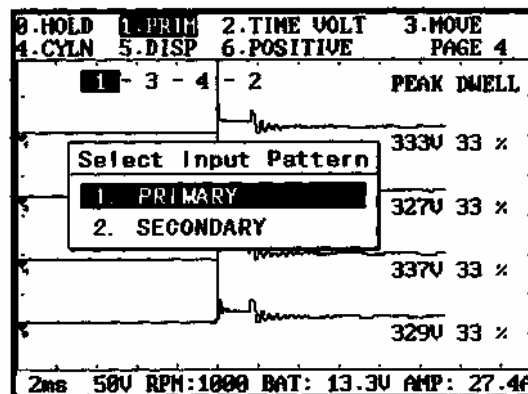 0.HOLD 1.PRIM 2.TIME VOLT 3.MOVE
4.CYLN 5.DISP 6.POSITIVE PAGE 4
1 - 3 - 4 - 2 PEAK DWELL
333V 33 %
Select Input Pattern
1. PRIMARY
327V 33 %
2. SECONDARY
337V 33 %
329V 33 %
2ms 50V RPM:1000 BAT: 13.3V AMP: 27.4A